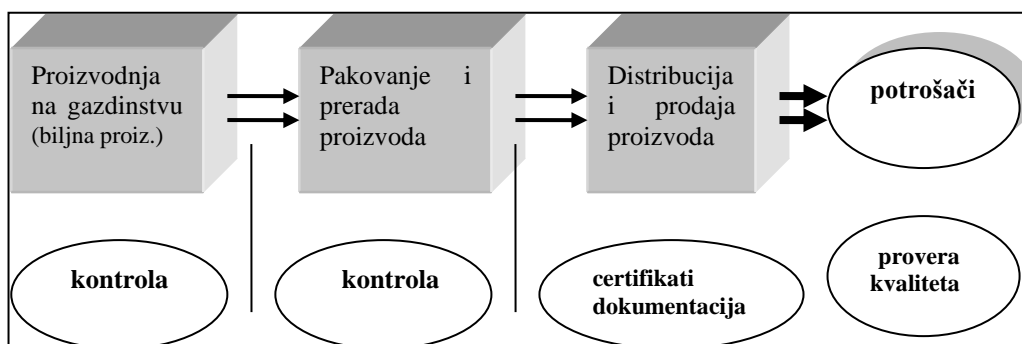 Proizvodnja
na gazdinstvu
(biljna proiz.)
Pakovanje i
prerada
proizvoda
Distribucija
i prodaja
proizvoda
potrošači
kontrola
kontrola
certifikati
dokumentacija
provera
kvaliteta